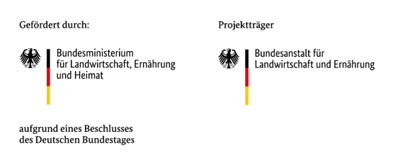 Gefördert durch:
Bundesministerium
für Landwirtschaft, Ernährung
und Heimat
aufgrund eines Beschlusses
des Deutschen Bundestages
Projektträger
Bundesanstalt für
Landwirtschaft und Ernährung